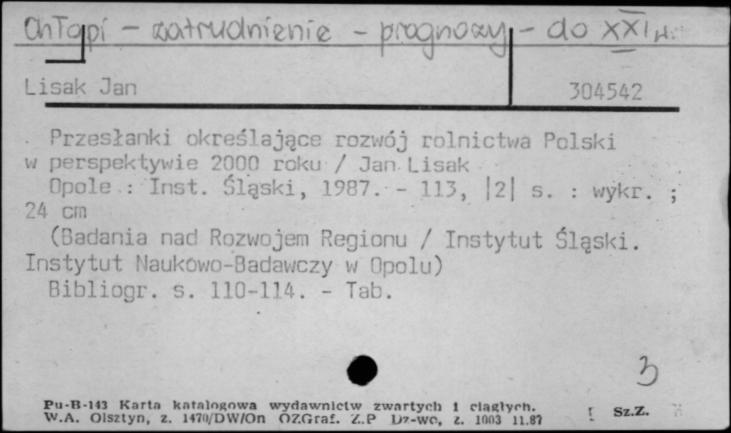 Chłopi - zatrudnienie - prognozy - do XXI w.
Lisak Jan 304542
Przesłanki określające rozwój rolnictwa Polski
w perspektywie 2000 roku / Jan Lisak
Opole : Inst. Śląski, 1987. - 113, |2| s. : wykr. ;
24 cm
(Badania nad Rozwojem Regionu / Instytut Śląski.
Instytut Naukowo-Badawczy w Opolu)
Bibliogr. s. 110-114. - Tab.
3
Pu-B-143 Karta katalogowa wydawnictw zwartych i ciągłych.
W.A. Olsztyn, z. 1470/DW/On OZGraf. Z.P Dz-wo, z. 1003 11.87 Sz.Z.